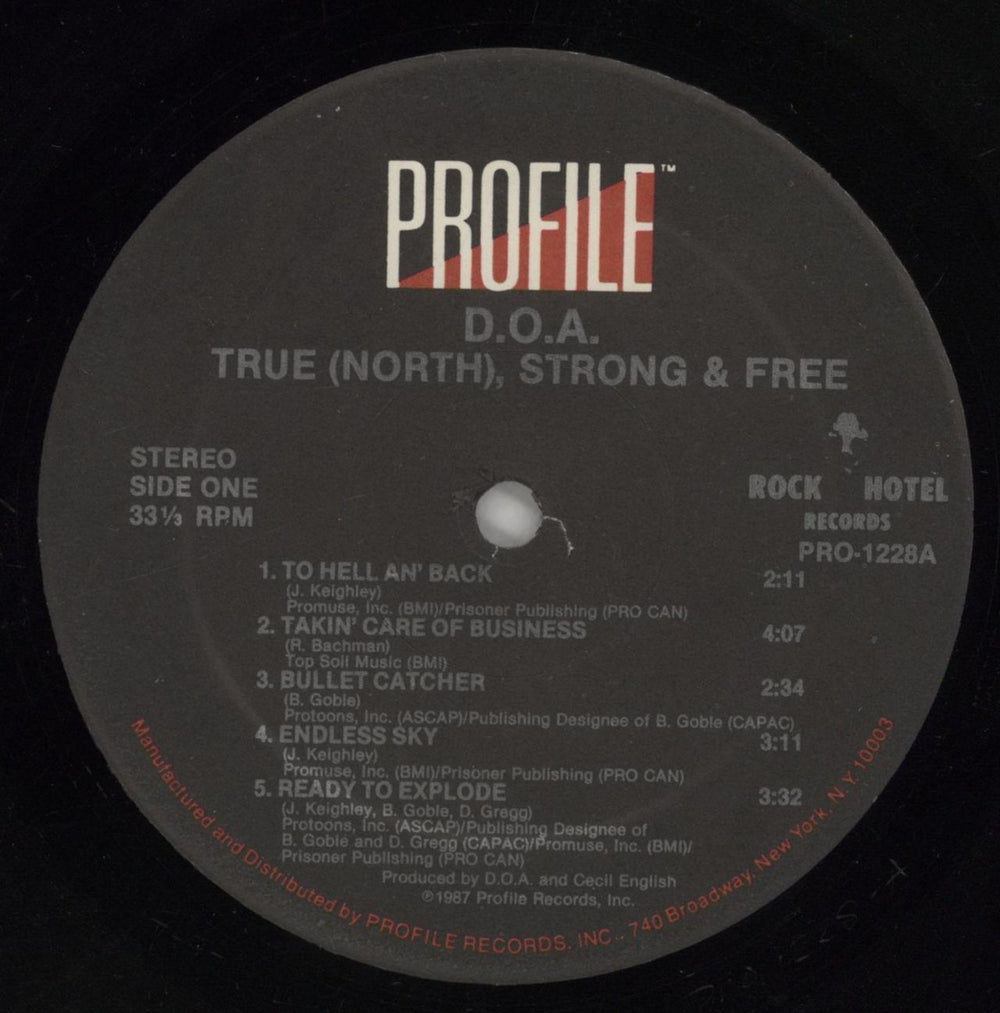 PROFILE™
D.O.A.
TRUE (NORTH), STRONG & FREE
STEREO
SIDE ONE
33⅓ RPM
ROCK HOTEL
RECORDS
PRO-1228A
1. TO HELL AN' BACK 2:11
(J. Keighley)
Promuse, Inc. (BMI)/Prisoner Publishing (PRO CAN)
2. TAKIN' CARE OF BUSINESS 4:07
(R. Bachman)
Top Soil Music (BMI)
3. BULLET CATCHER 2:34
(B. Goble)
Protoons, Inc. (ASCAP)/Publishing Designee of B. Goble (CAPAC)
4. ENDLESS SKY 3:11
(J. Keighley)
Promuse, Inc. (BMI)/Prisoner Publishing (PRO CAN)
5. READY TO EXPLODE 3:32
(J. Keighley, B. Goble, D. Gregg)
Protoons, Inc. (ASCAP)/Publishing Designee of
B. Goble and D. Gregg (CAPAC)/Promuse, Inc. (BMI)/
Prisoner Publishing (PRO CAN)
Produced by D.O.A. and Cecil English
℗1987 Profile Records, Inc.
Manufactured and Distributed by PROFILE RECORDS, INC., 740 Broadway, New York, N.Y. 10003